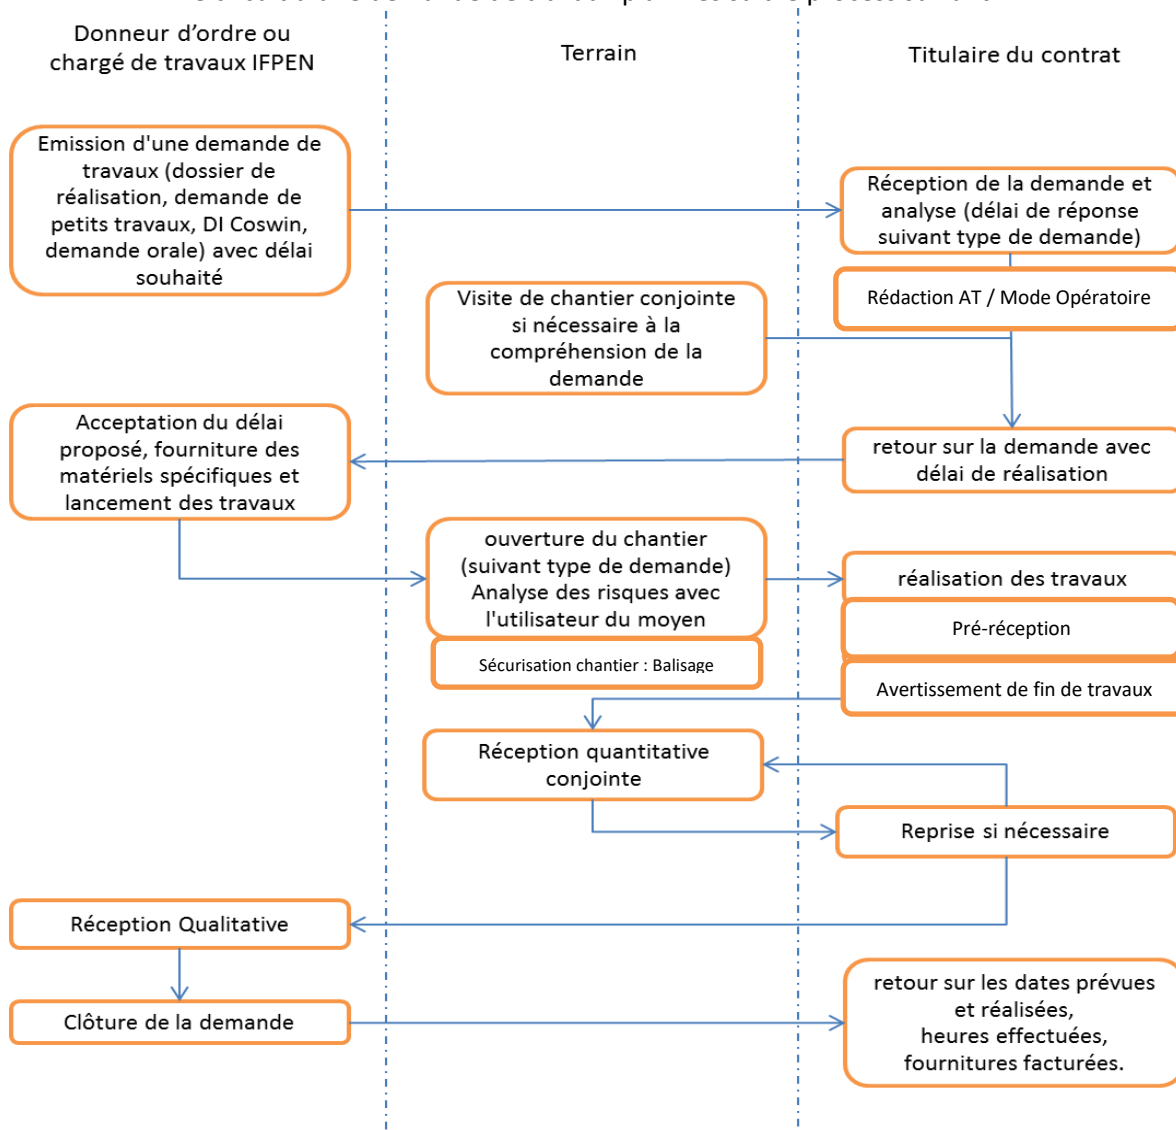 Donneur d’ordre ou
chargé de travaux IFPEN
Terrain
Titulaire du contrat
Emission d'une demande de
travaux (dossier de
réalisation, demande de
petits travaux, DI Coswin,
demande orale) avec délai
souhaité
Réception de la demande et
analyse (délai de réponse
suivant type de demande)
Rédaction AT / Mode Opératoire
Visite de chantier conjointe
si nécessaire à la
compréhension de la
demande
Acceptation du délai
proposé, fourniture des
matériels spécifiques et
lancement des travaux
retour sur la demande avec
délai de réalisation
ouverture du chantier
(suivant type de demande)
Analyse des risques avec
l'utilisateur du moyen
Sécurisation chantier : Balisage
réalisation des travaux
Pré-réception
Avertissement de fin de travaux
Réception quantitative
conjointe
Reprise si nécessaire
Réception Qualitative
Clôture de la demande
retour sur les dates prévues
et réalisées,
heures effectuées,
fournitures facturées.